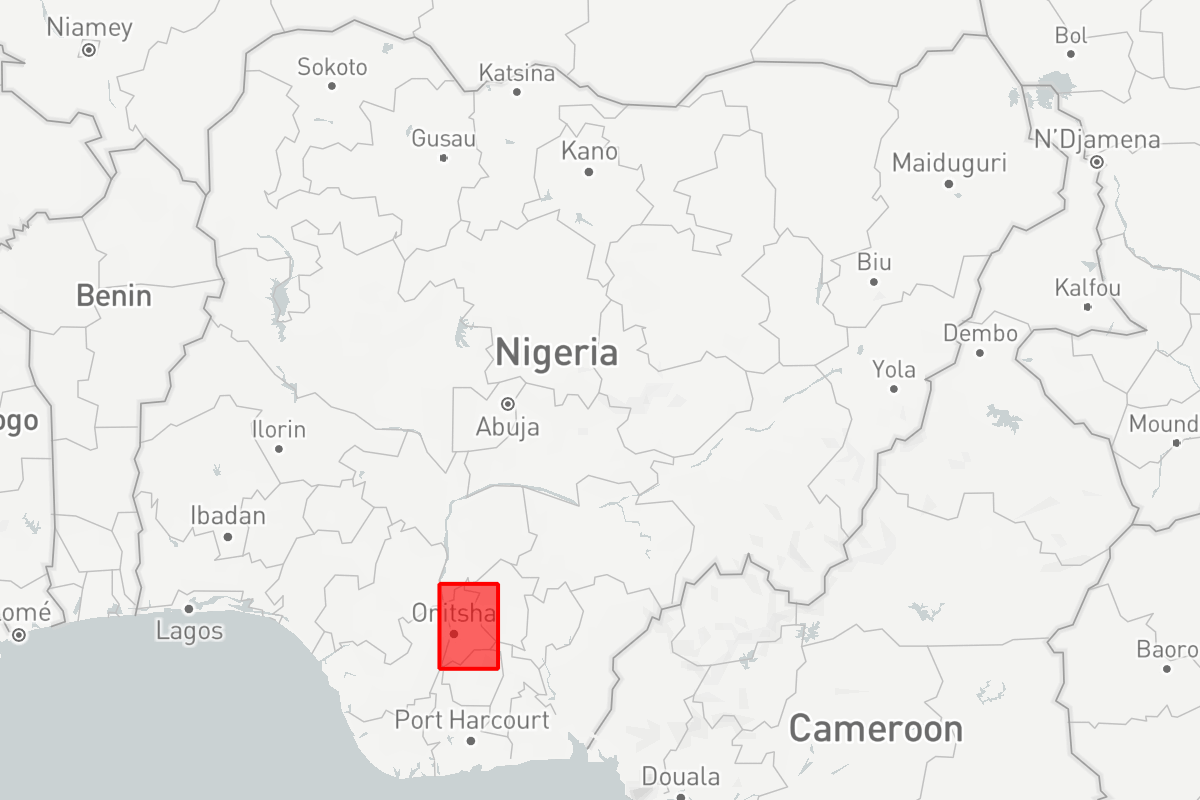 Niamey
Bol
Sokoto
Katsina
Gusau
Kano
N'Djamena
Maiduguri
Biu
Kalfou
Benin
Dembo
Nigeria
Yola
ogo
Abuja
Ilorin
Mound
Ibadan
omé
Onitsha
Lagos
Baoro
Port Harcourt
Cameroon
Douala